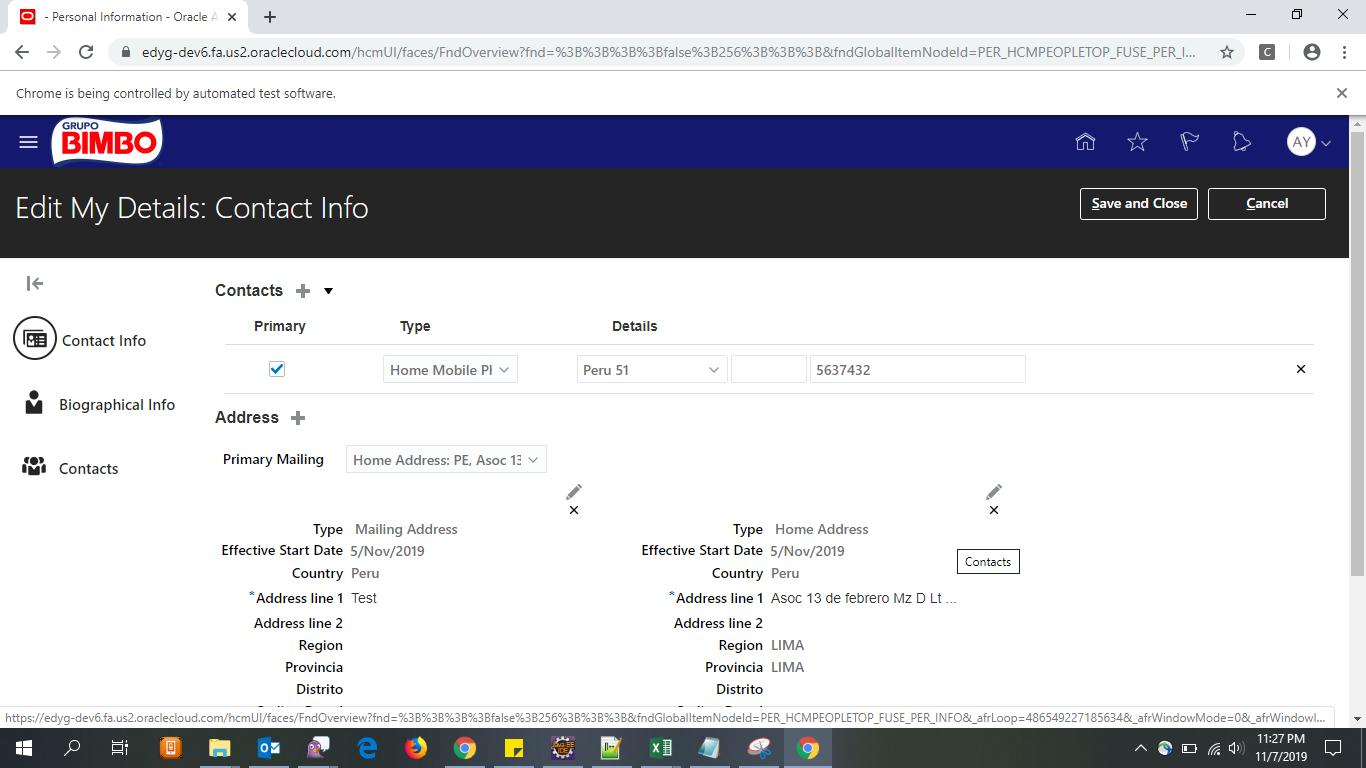 - Personal Information - Oracle A
edyg-dev6.fa.us2.oraclecloud.com/hcmUI/faces/FndOverview?fnd=%3B%3B%3B%3Bfalse%3B256%3B%3B%3B&fndGlobalItemNodeId=PER_HCMPEOPLETOP_FUSE_PER_I...
C
Chrome is being controlled by automated test software.
GRUPO
BIMBO
AY
Edit My Details: Contact Info
Save and Close
Cancel
Contacts
Primary Type Details
Contact Info
Home Mobile Pl Peru 51 5637432
Biographical Info
Address
Primary Mailing Home Address: PE, Asoc 13
Contacts
Type Mailing Address Type Home Address
Effective Start Date 5/Nov/2019 Effective Start Date 5/Nov/2019
Contacts
Country Peru Country Peru
*Address line 1 Test *Address line 1 Asoc 13 de febrero Mz D Lt ...
Address line 2 Address line 2
Region Region LIMA
Provincia Provincia LIMA
Distrito Distrito
https://edyg-dev6.fa.us2.oraclecloud.com/hcmUI/faces/FndOverview?fnd=%3B%3B%3B%3Bfalse%3B256%3B%3B%3B&fndGlobalItemNodeId=PER_HCMPEOPLETOP_FUSE_PER_INFO&_afrLoop=486549227185634&_afrWindowMode=0&_afrWindowI...
11:27 PM
11/7/2019